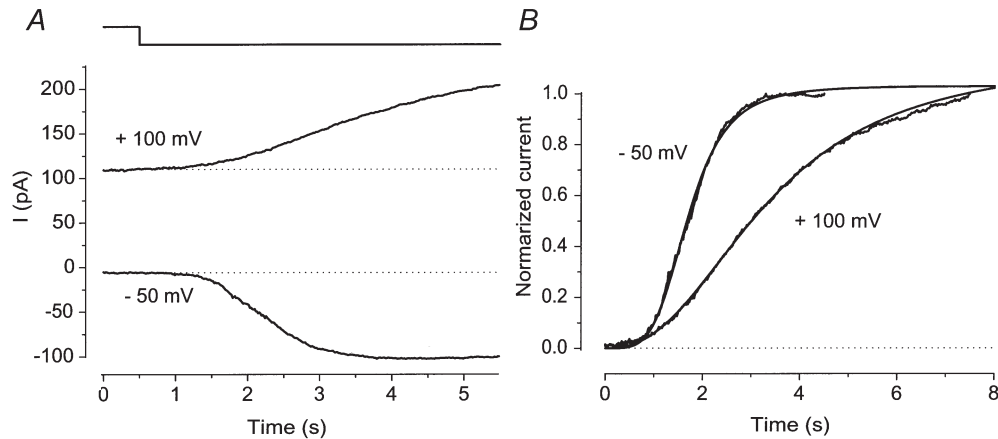 A
200
150
100
50
0
-50
-100
I (pA)
+ 100 mV
- 50 mV
0 1 2 3 4 5
Time (s)
B
1.0
0.8
0.6
0.4
0.2
0.0
Normarized current
- 50 mV
+ 100 mV
0 2 4 6 8
Time (s)